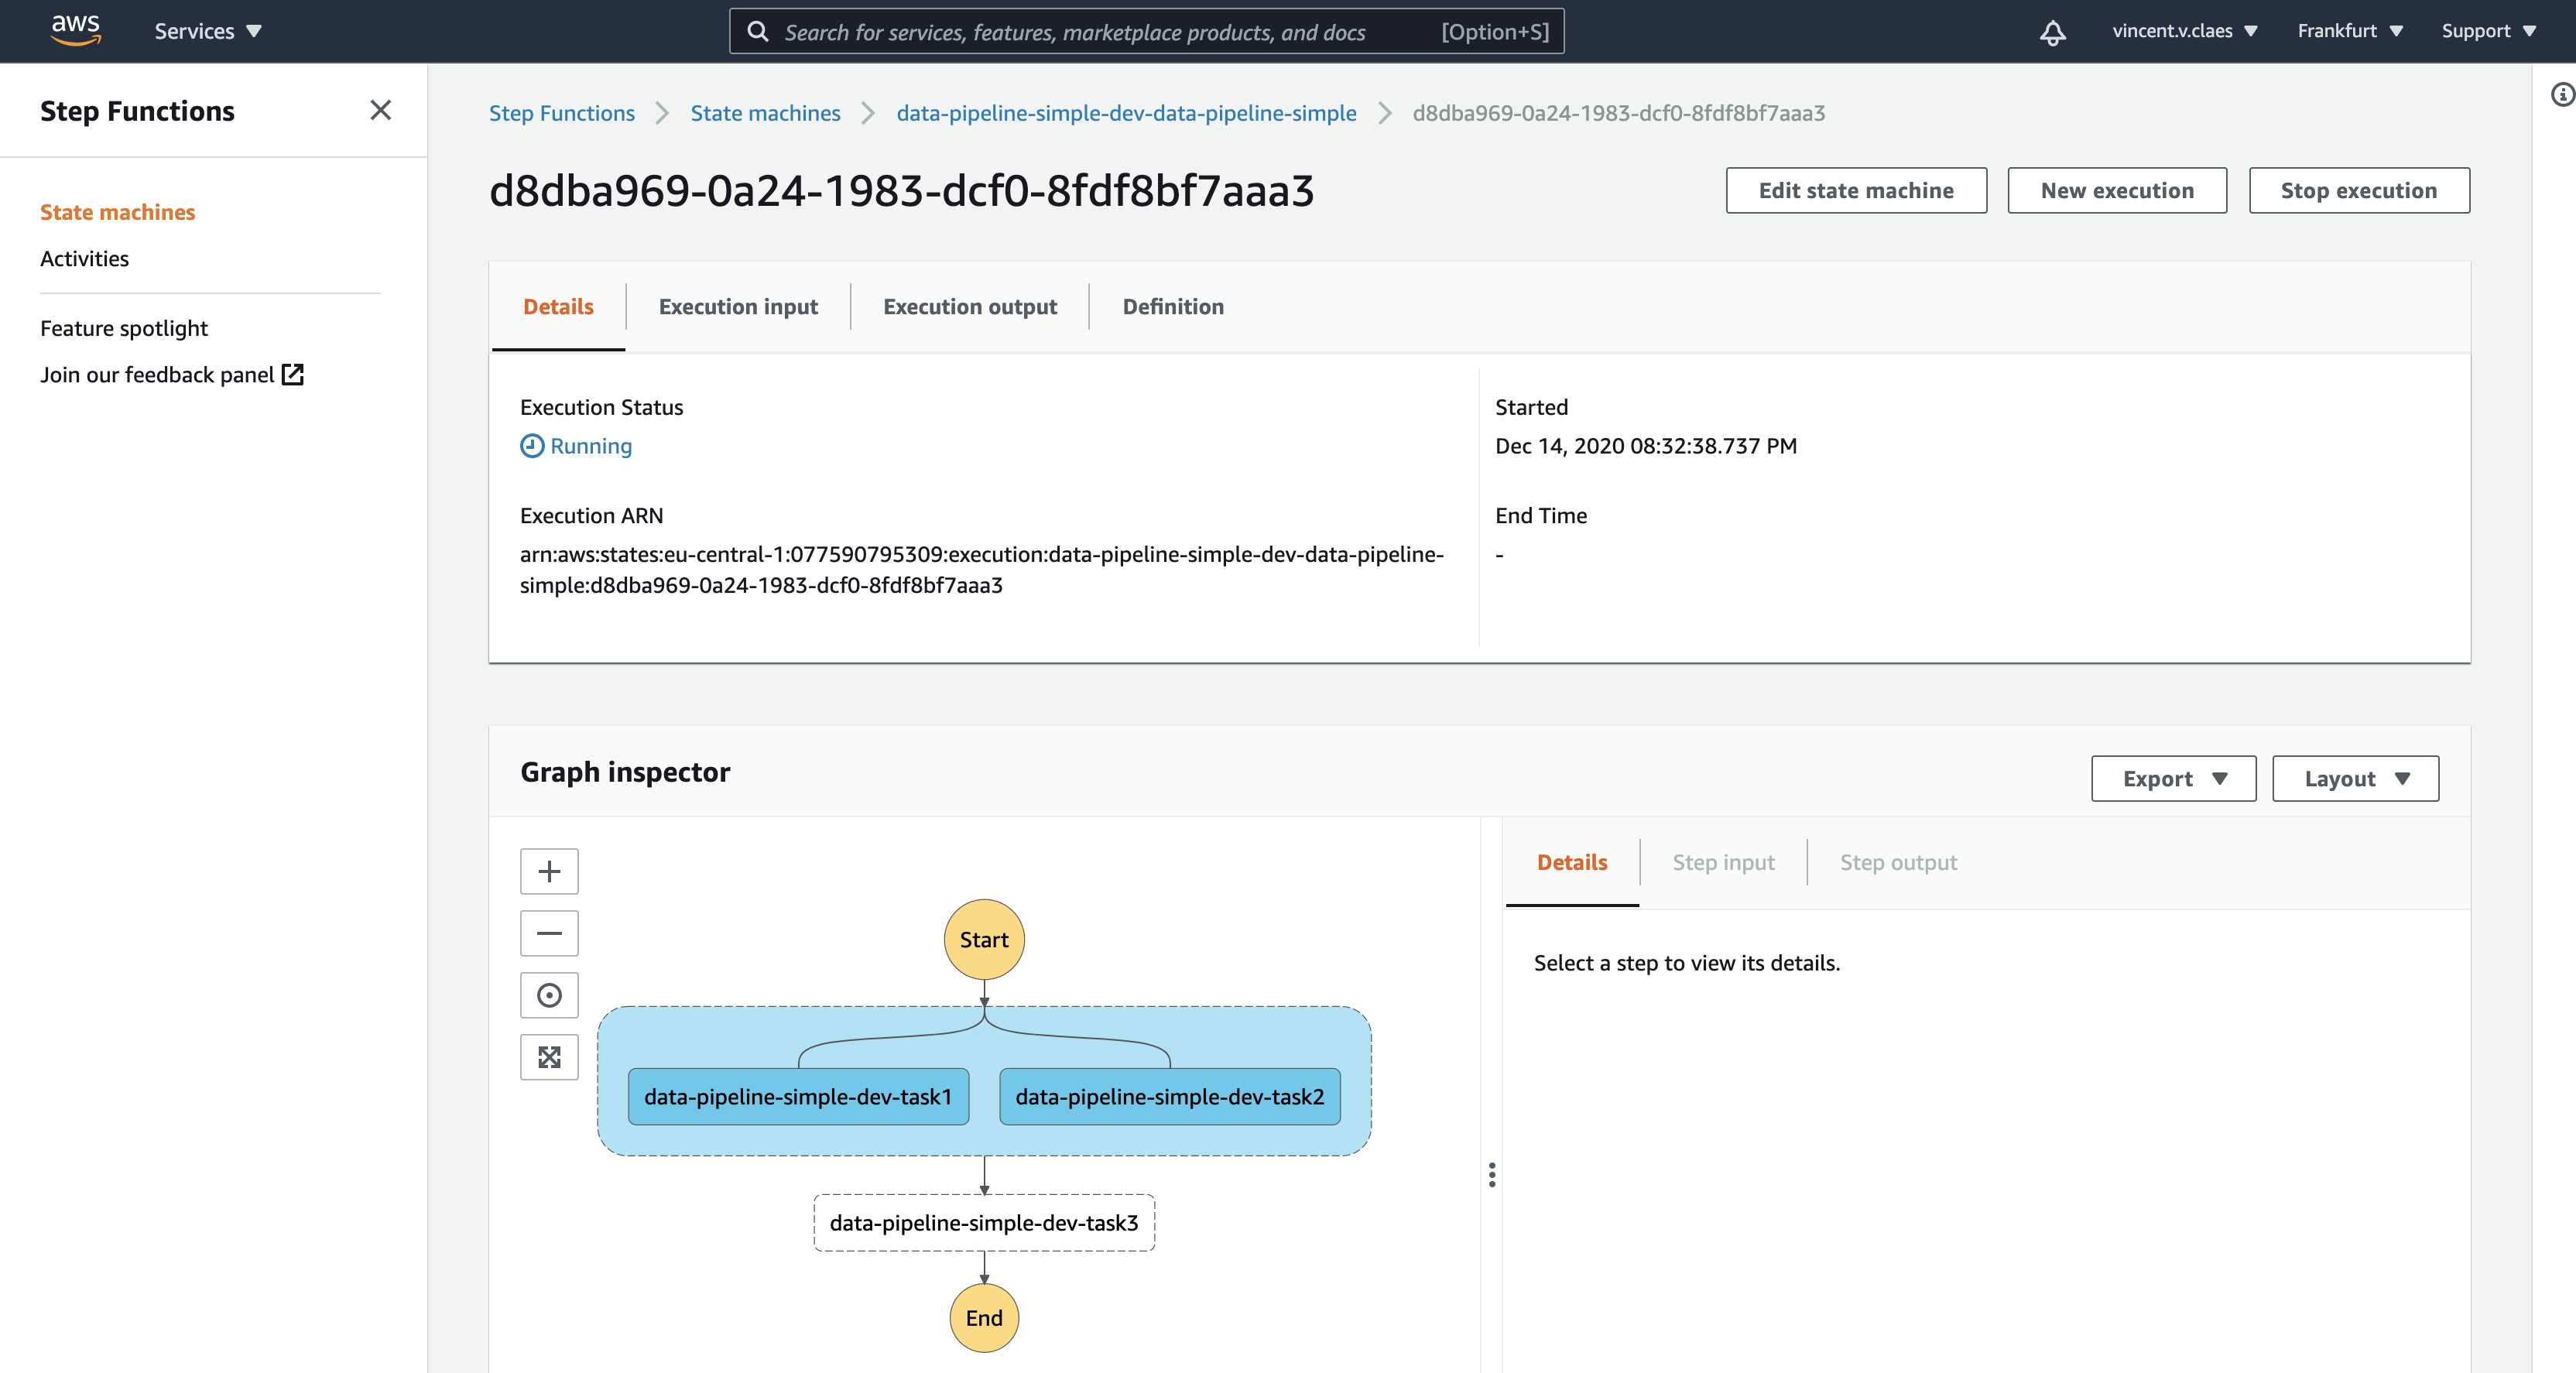 aws
Services
Search for services, features, marketplace products, and docs [Option+S]
vincent.v.claes
Frankfurt
Support
Step Functions
State machines
Activities
Feature spotlight
Join our feedback panel
Step Functions
State machines
data-pipeline-simple-dev-data-pipeline-simple
d8dba969-0a24-1983-dcf0-8fdf8bf7aaa3
d8dba969-0a24-1983-dcf0-8fdf8bf7aaa3
Edit state machine
New execution
Stop execution
Details
Execution input
Execution output
Definition
Execution Status
Running
Execution ARN
arn:aws:states:eu-central-1:077590795309:execution:data-pipeline-simple-dev-data-pipeline-
simple:d8dba969-0a24-1983-dcf0-8fdf8bf7aaa3
Started
Dec 14, 2020 08:32:38.737 PM
End Time
-
Graph inspector
Export
Layout
Start
data-pipeline-simple-dev-task1
data-pipeline-simple-dev-task2
data-pipeline-simple-dev-task3
End
Details
Step input
Step output
Select a step to view its details.